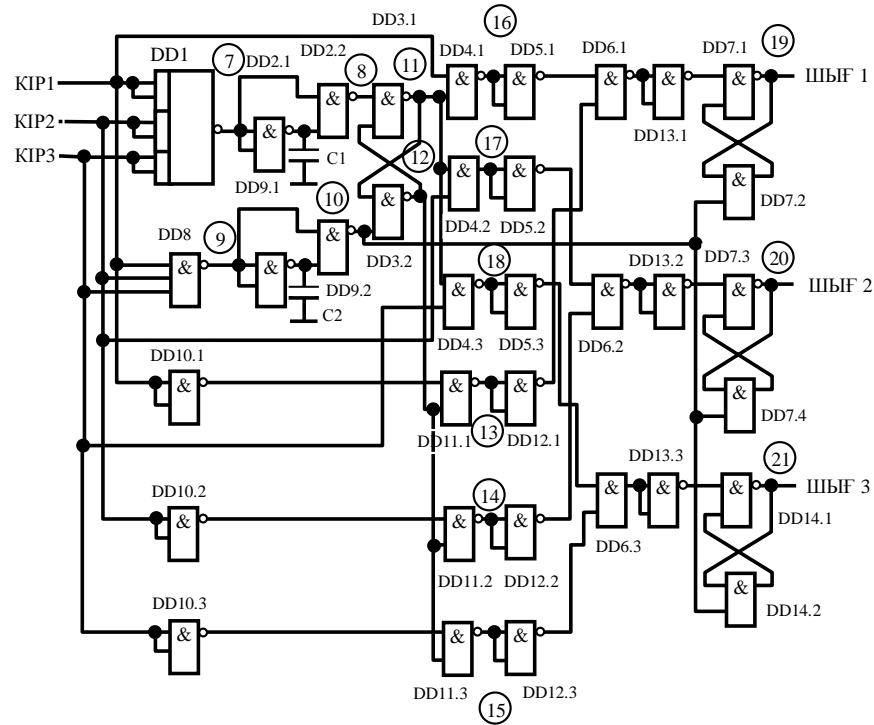 DD3.1
16
19
DD1
7
DD2.1
DD2.2
8
11
DD4.1
DD5.1
DD6.1
DD7.1
КІР1
&
&
&
&
&
&
&
&
ШЫҒ 1
КІР2
&
DD13.1
КІР3
C1
12
17
DD9.1
&
&
&
&
DD7.2
10
DD4.2
DD5.2
DD8
9
&
DD3.2
DD7.3
20
&
&
DD13.2
DD9.2
18
&
&
&
&
&
ШЫҒ 2
C2
DD4.3
DD5.3
DD6.2
DD10.1
&
&
&
&
DD7.4
DD11.1
13
DD12.1
DD13.3
21
&
&
&
ШЫҒ 3
DD10.2
14
DD14.1
&
&
&
DD6.3
DD11.2
DD12.2
&
DD14.2
DD10.3
&
&
&
DD11.3
DD12.3
15